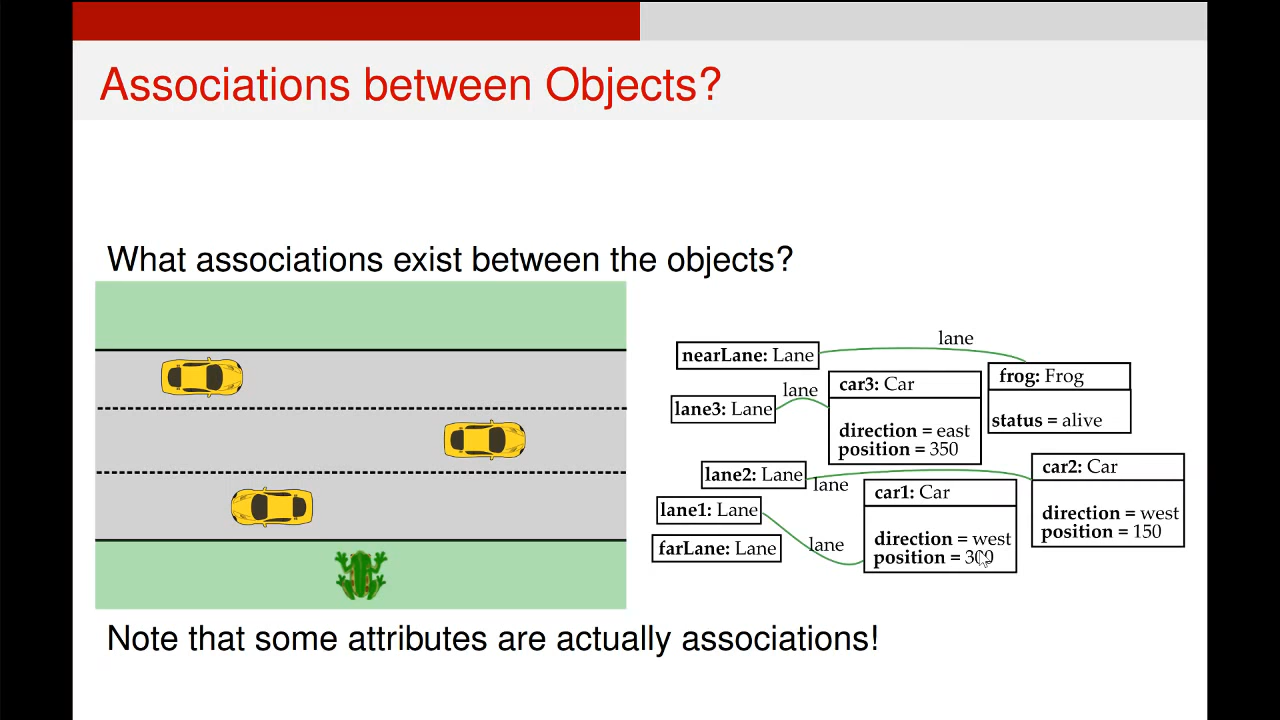 Associations between Objects?
What associations exist between the objects?
lane
nearLane: Lane
frog: Frog
status = alive
lane
car3: Car
direction = east
position = 350
lane3: Lane
lane2: Lane
lane
car2: Car
direction = west
position = 150
lane1: Lane
car1: Car
direction = west
position = 300
lane
farLane: Lane
Note that some attributes are actually associations!